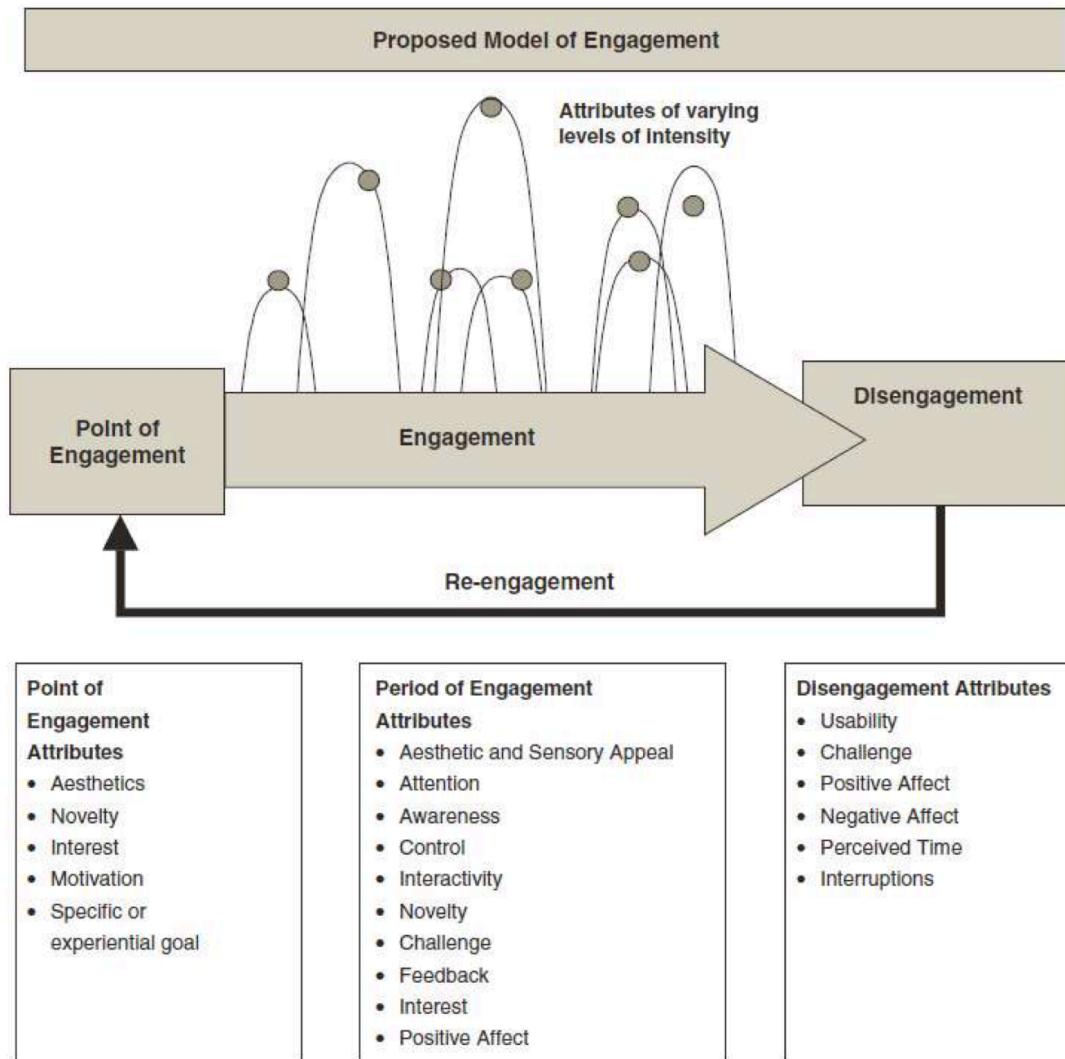 Proposed Model of Engagement
Attributes of varying
levels of intensity
Point of
Engagement
Engagement
Disengagement
Re-engagement
Point of
Engagement
Attributes
• Aesthetics
• Novelty
• Interest
• Motivation
• Specific or
experiential goal
Period of Engagement
Attributes
• Aesthetic and Sensory Appeal
• Attention
• Awareness
• Control
• Interactivity
• Novelty
• Challenge
• Feedback
• Interest
• Positive Affect
Disengagement Attributes
• Usability
• Challenge
• Positive Affect
• Negative Affect
• Perceived Time
• Interruptions